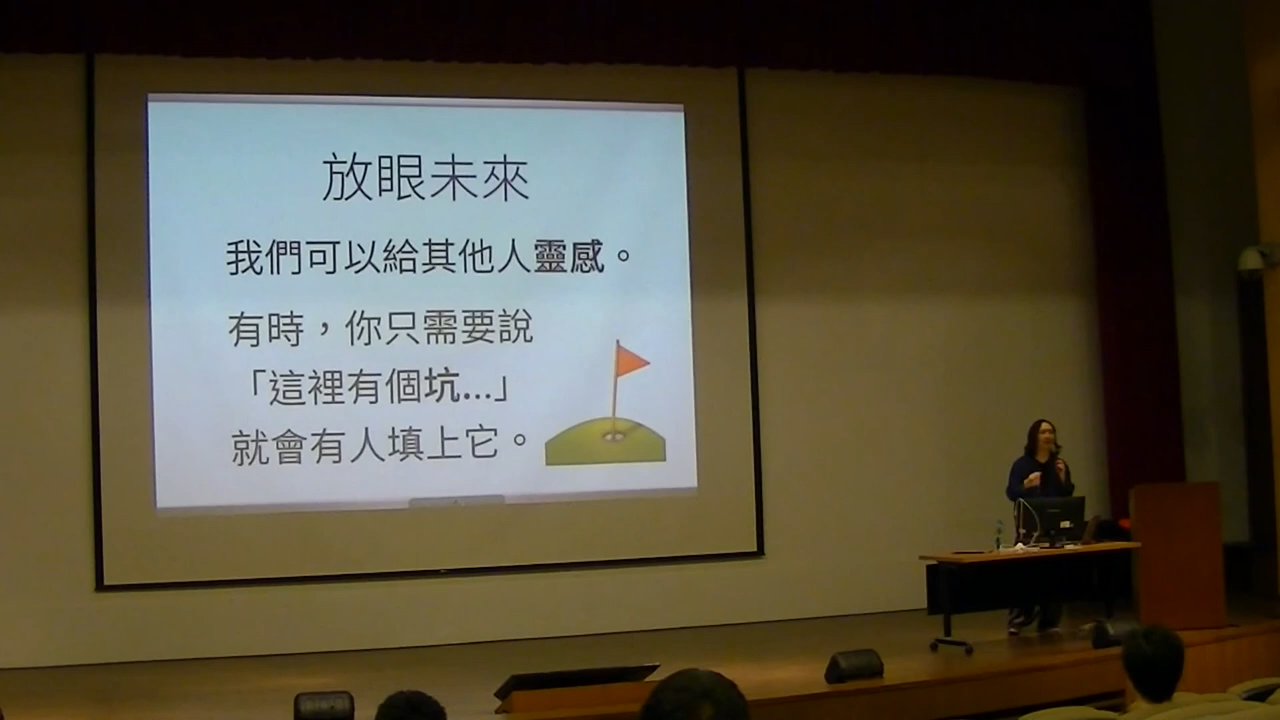 放眼未來
我們可以給其他人靈感。
有時，你只需要說
「這裡有個坑...」
就會有人填上它。